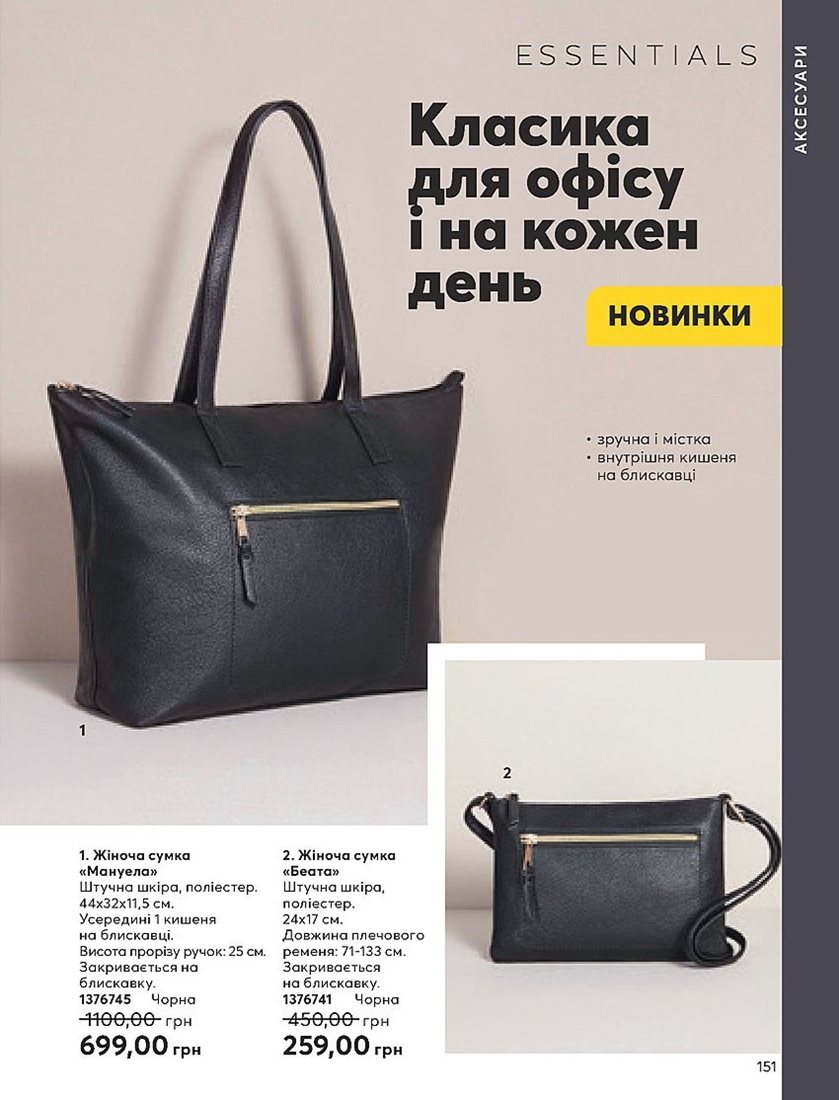 ESSENTIALS
АКСЕСУАРИ
Класика
для офісу
і на кожен
день
НОВИНКИ
• зручна і містка
• внутрішня кишеня
на блискавці
1
2
1. Жіноча сумка
«Мануела»
Штучна шкіра, поліестер.
44х32х11,5 см.
Усередині 1 кишеня
на блискавці.
Висота прорізу ручок: 25 см.
Закривається на
блискавку.
1376745 Чорна
1100,00 грн
699,00 грн
2. Жіноча сумка
«Беата»
Штучна шкіра,
поліестер.
24х17 см.
Довжина плечового
ременя: 71-133 см.
Закривається
на блискавку.
1376741 Чорна
450,00 грн
259,00 грн
151